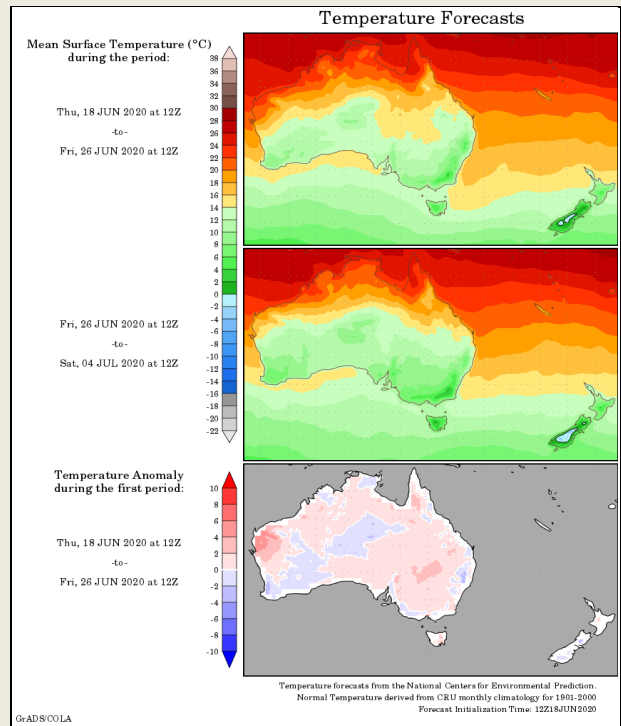 Temperature Forecasts
Mean Surface Temperature (°C)
during the period:
Thu, 18 JUN 2020 at 12Z
-to-
Fri, 26 JUN 2020 at 12Z
38
36
34
32
30
28
26
24
22
20
18
16
14
12
10
8
6
4
2
0
-2
-4
-6
-8
-10
-12
-14
-16
-17
-20
-22
Fri, 26 JUN 2020 at 12Z
-to-
Sat, 04 JUL 2020 at 12Z
Temperature Anomaly
during the first period:
Thu, 18 JUN 2020 at 12Z
-to-
Fri, 26 JUN 2020 at 12Z
10
8
6
4
2
0
-2
-4
-6
-8
-10
Temperature forecasts from the National Centers for Environmental Prediction.
Normal Temperature derived from CRU monthly climatology for 1901-2000
Forecast Initialization Time: 12Z18JUN2020
GrADS/COLA